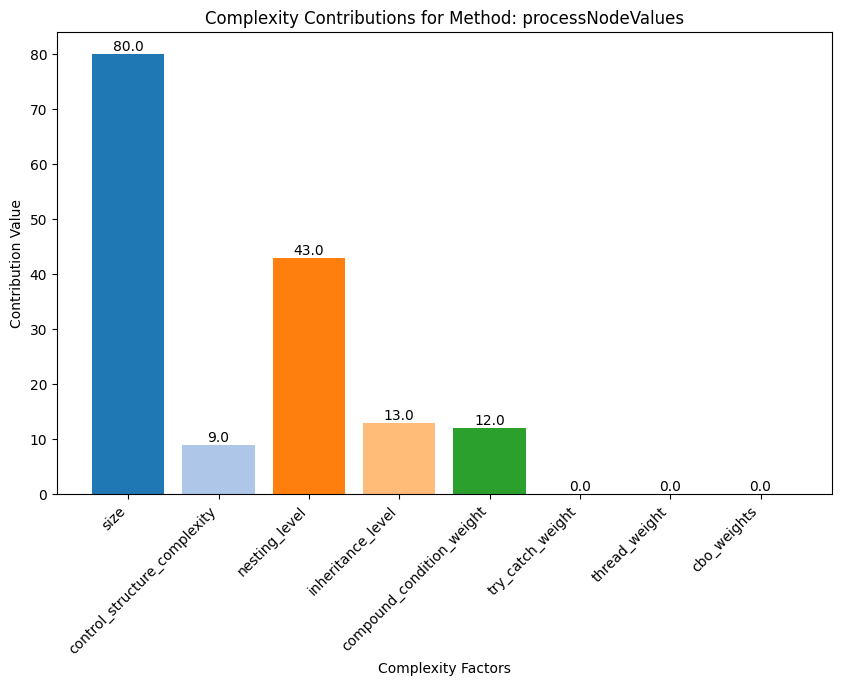 Complexity Contributions for Method: processNodeValues
Contribution Value
80
70
60
50
40
30
20
10
0
80.0
9.0
43.0
13.0
12.0
0.0
0.0
0.0
size
control_structure_complexity
nesting_level
inheritance_level
compound_condition_weight
try_catch_weight
thread_weight
cbo_weights
Complexity Factors